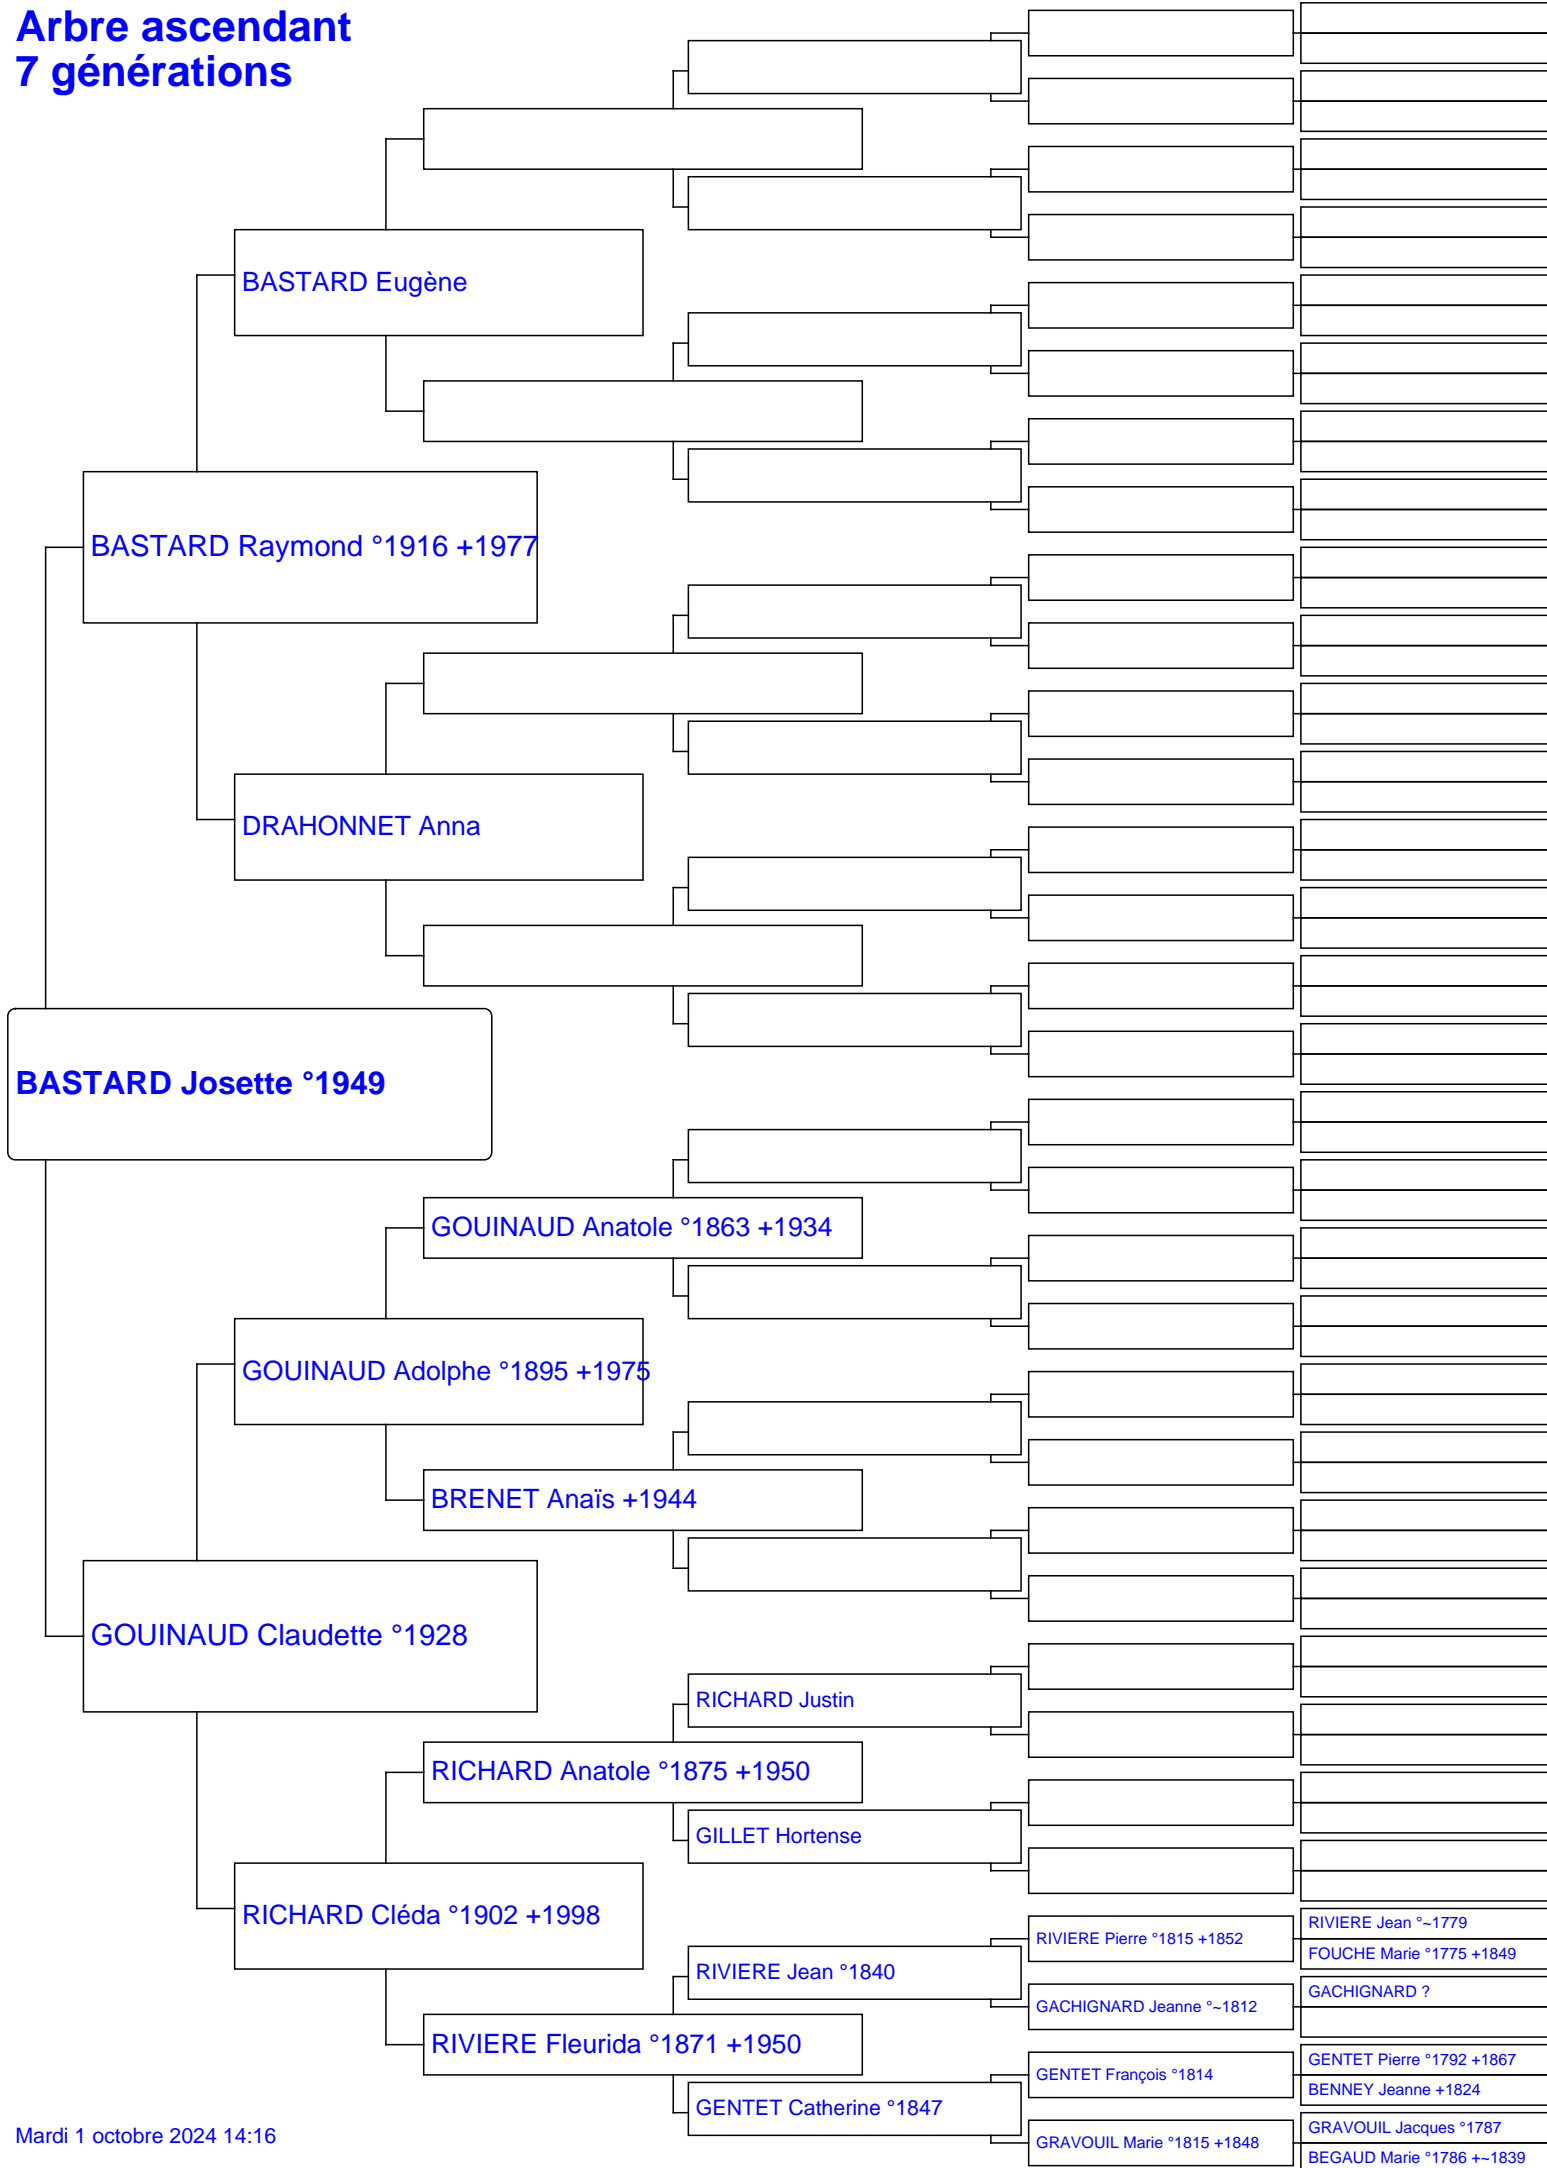 Arbre ascendant
7 générations
BASTARD Eugène
BASTARD Raymond °1916 +1977
DRAHONNET Anna
BASTARD Josette °1949
GOUINAUD Anatole °1863 +1934
GOUINAUD Adolphe °1895 +1975
BRENET Anaïs +1944
GOUINAUD Claudette °1928
RICHARD Justin
RICHARD Anatole °1875 +1950
GILLET Hortense
RICHARD Cléda °1902 +1998
RIVIERE Jean °~1779
RIVIERE Pierre °1815 +1852
FOUCHE Marie °1775 +1849
RIVIERE Jean °1840
GACHIGNARD ?
GACHIGNARD Jeanne °~1812
RIVIERE Fleurida °1871 +1950
GENTET Pierre °1792 +1867
GENTET François °1814
BENNEY Jeanne +1824
GENTET Catherine °1847
GRAVOUIL Jacques °1787
GRAVOUIL Marie °1815 +1848
BEGAUD Marie °1786 +~1839
Mardi 1 octobre 2024 14:16